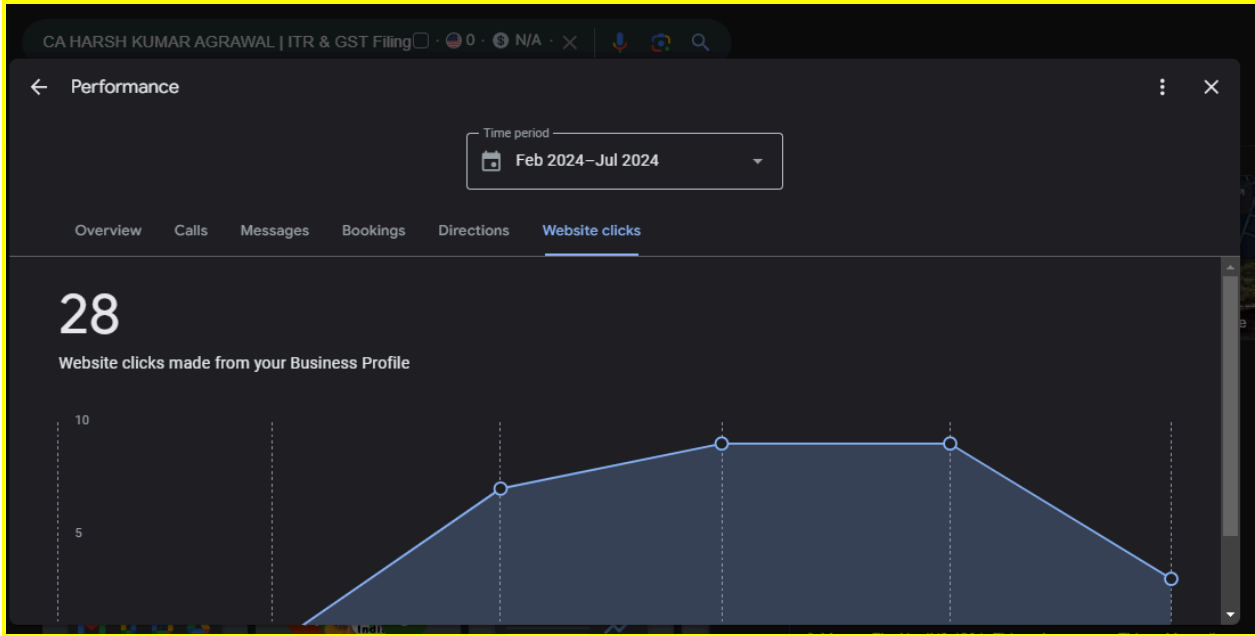 CA HARSH KUMAR AGRAWAL | ITR & GST Filing · 0 · N/A ·
Performance
Time period
Feb 2024–Jul 2024
Overview Calls Messages Bookings Directions Website clicks
28
Website clicks made from your Business Profile
10
5